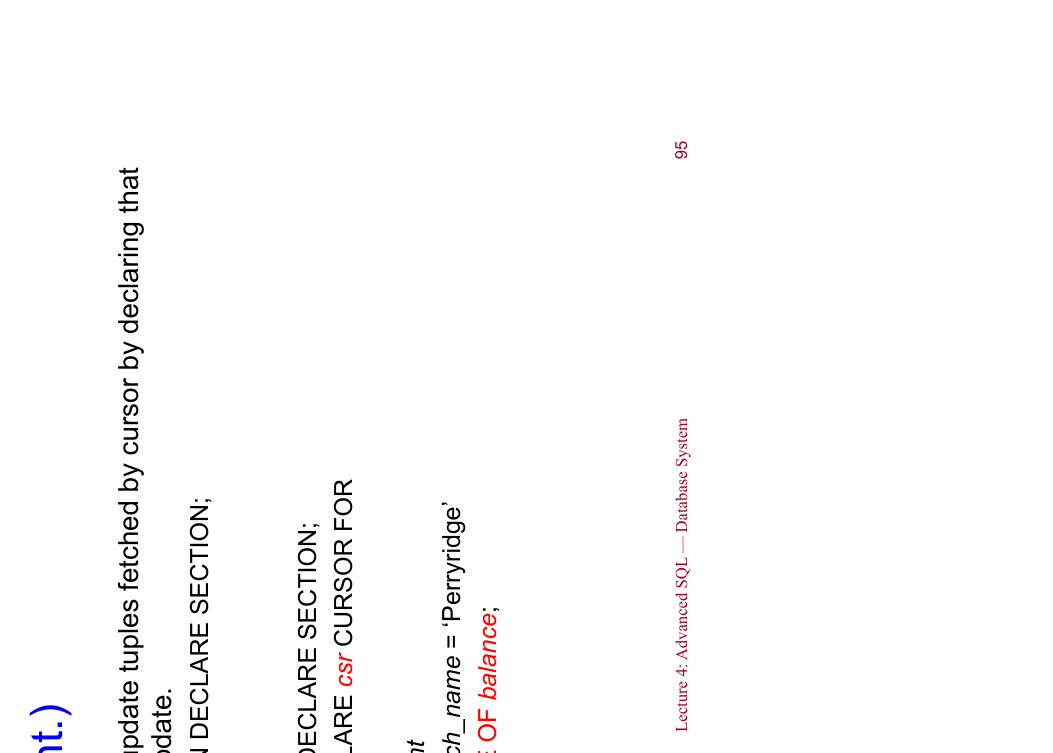 nt.)
update tuples fetched by cursor by declaring that
pdate.
N DECLARE SECTION;
DECLARE SECTION;
LARE csr CURSOR FOR
nt
ch_name = ‘Perryridge’
E OF balance;
Lecture 4: Advanced SQL — Database System 95